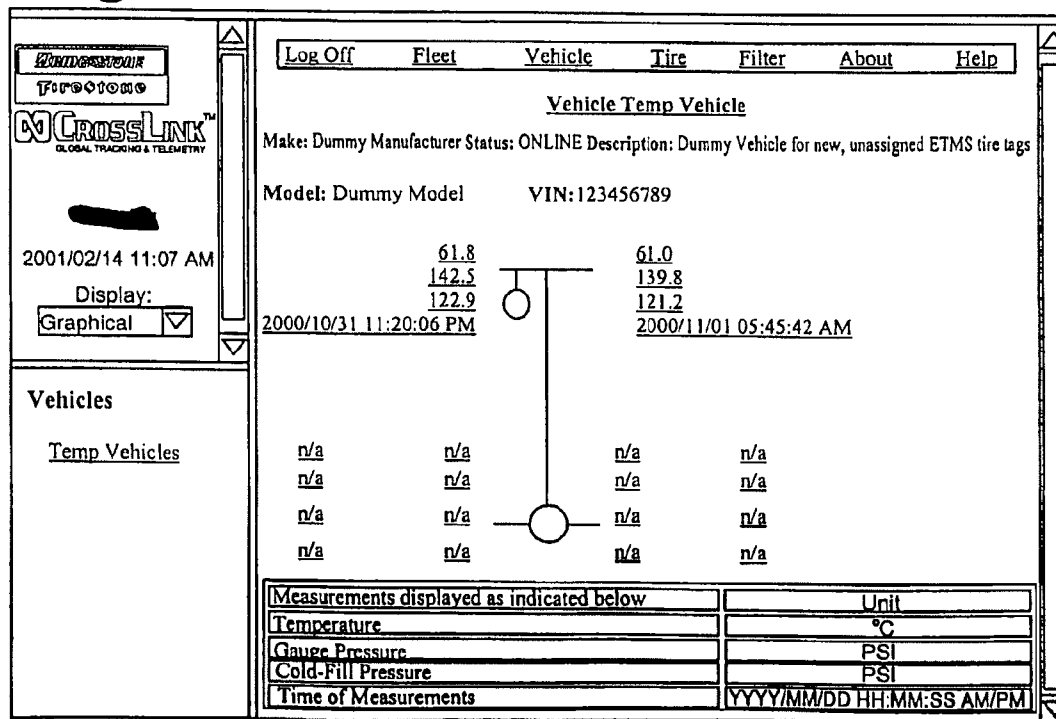 BRIDGESTONE
Firestone
CROSSLINK™
GLOBAL TRACKING & TELEMETRY
2001/02/14 11:07 AM
Display:
Graphical
Vehicles
Temp Vehicles
Log Off Fleet Vehicle Tire Filter About Help
Vehicle Temp Vehicle
Make: Dummy Manufacturer Status: ONLINE Description: Dummy Vehicle for new, unassigned ETMS tire tags
Model: Dummy Model VIN:123456789
61.8 61.0
142.5 139.8
122.9 121.2
2000/10/31 11:20:06 PM 2000/11/01 05:45:42 AM
n/a n/a n/a n/a
n/a n/a n/a n/a
n/a n/a n/a n/a
n/a n/a n/a n/a
Measurements displayed as indicated below Unit
Temperature °C
Gauge Pressure PSI
Cold-Fill Pressure PSI
Time of Measurements YYYY/MM/DD HH:MM:SS AM/PM